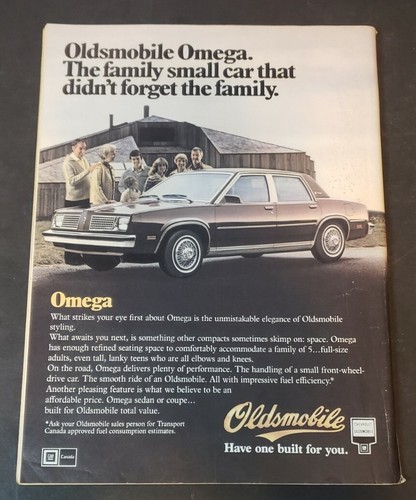 Oldsmobile Omega.
The family small car that
didn't forget the family.
Omega
What strikes your eye first about Omega is the unmistakable elegance of Oldsmobile
styling.
What awaits you next, is something other compacts sometimes skimp on: space. Omega
has enough refined seating space to comfortably accommodate a family of 5...full-size
adults, even tall, lanky teens who are all elbows and knees.
On the road, Omega delivers plenty of performance. The handling of a small front-wheel-
drive car. The smooth ride of an Oldsmobile. All with impressive fuel efficiency.*
Another pleasing feature is what we believe to be an
affordable price. Omega sedan or coupe...
built for Oldsmobile total value.
*Ask your Oldsmobile sales person for Transport
Canada approved fuel consumption estimates.
Oldsmobile
Have one built for you.
CHEVROLET
OLDSMOBILE
GM
Canada